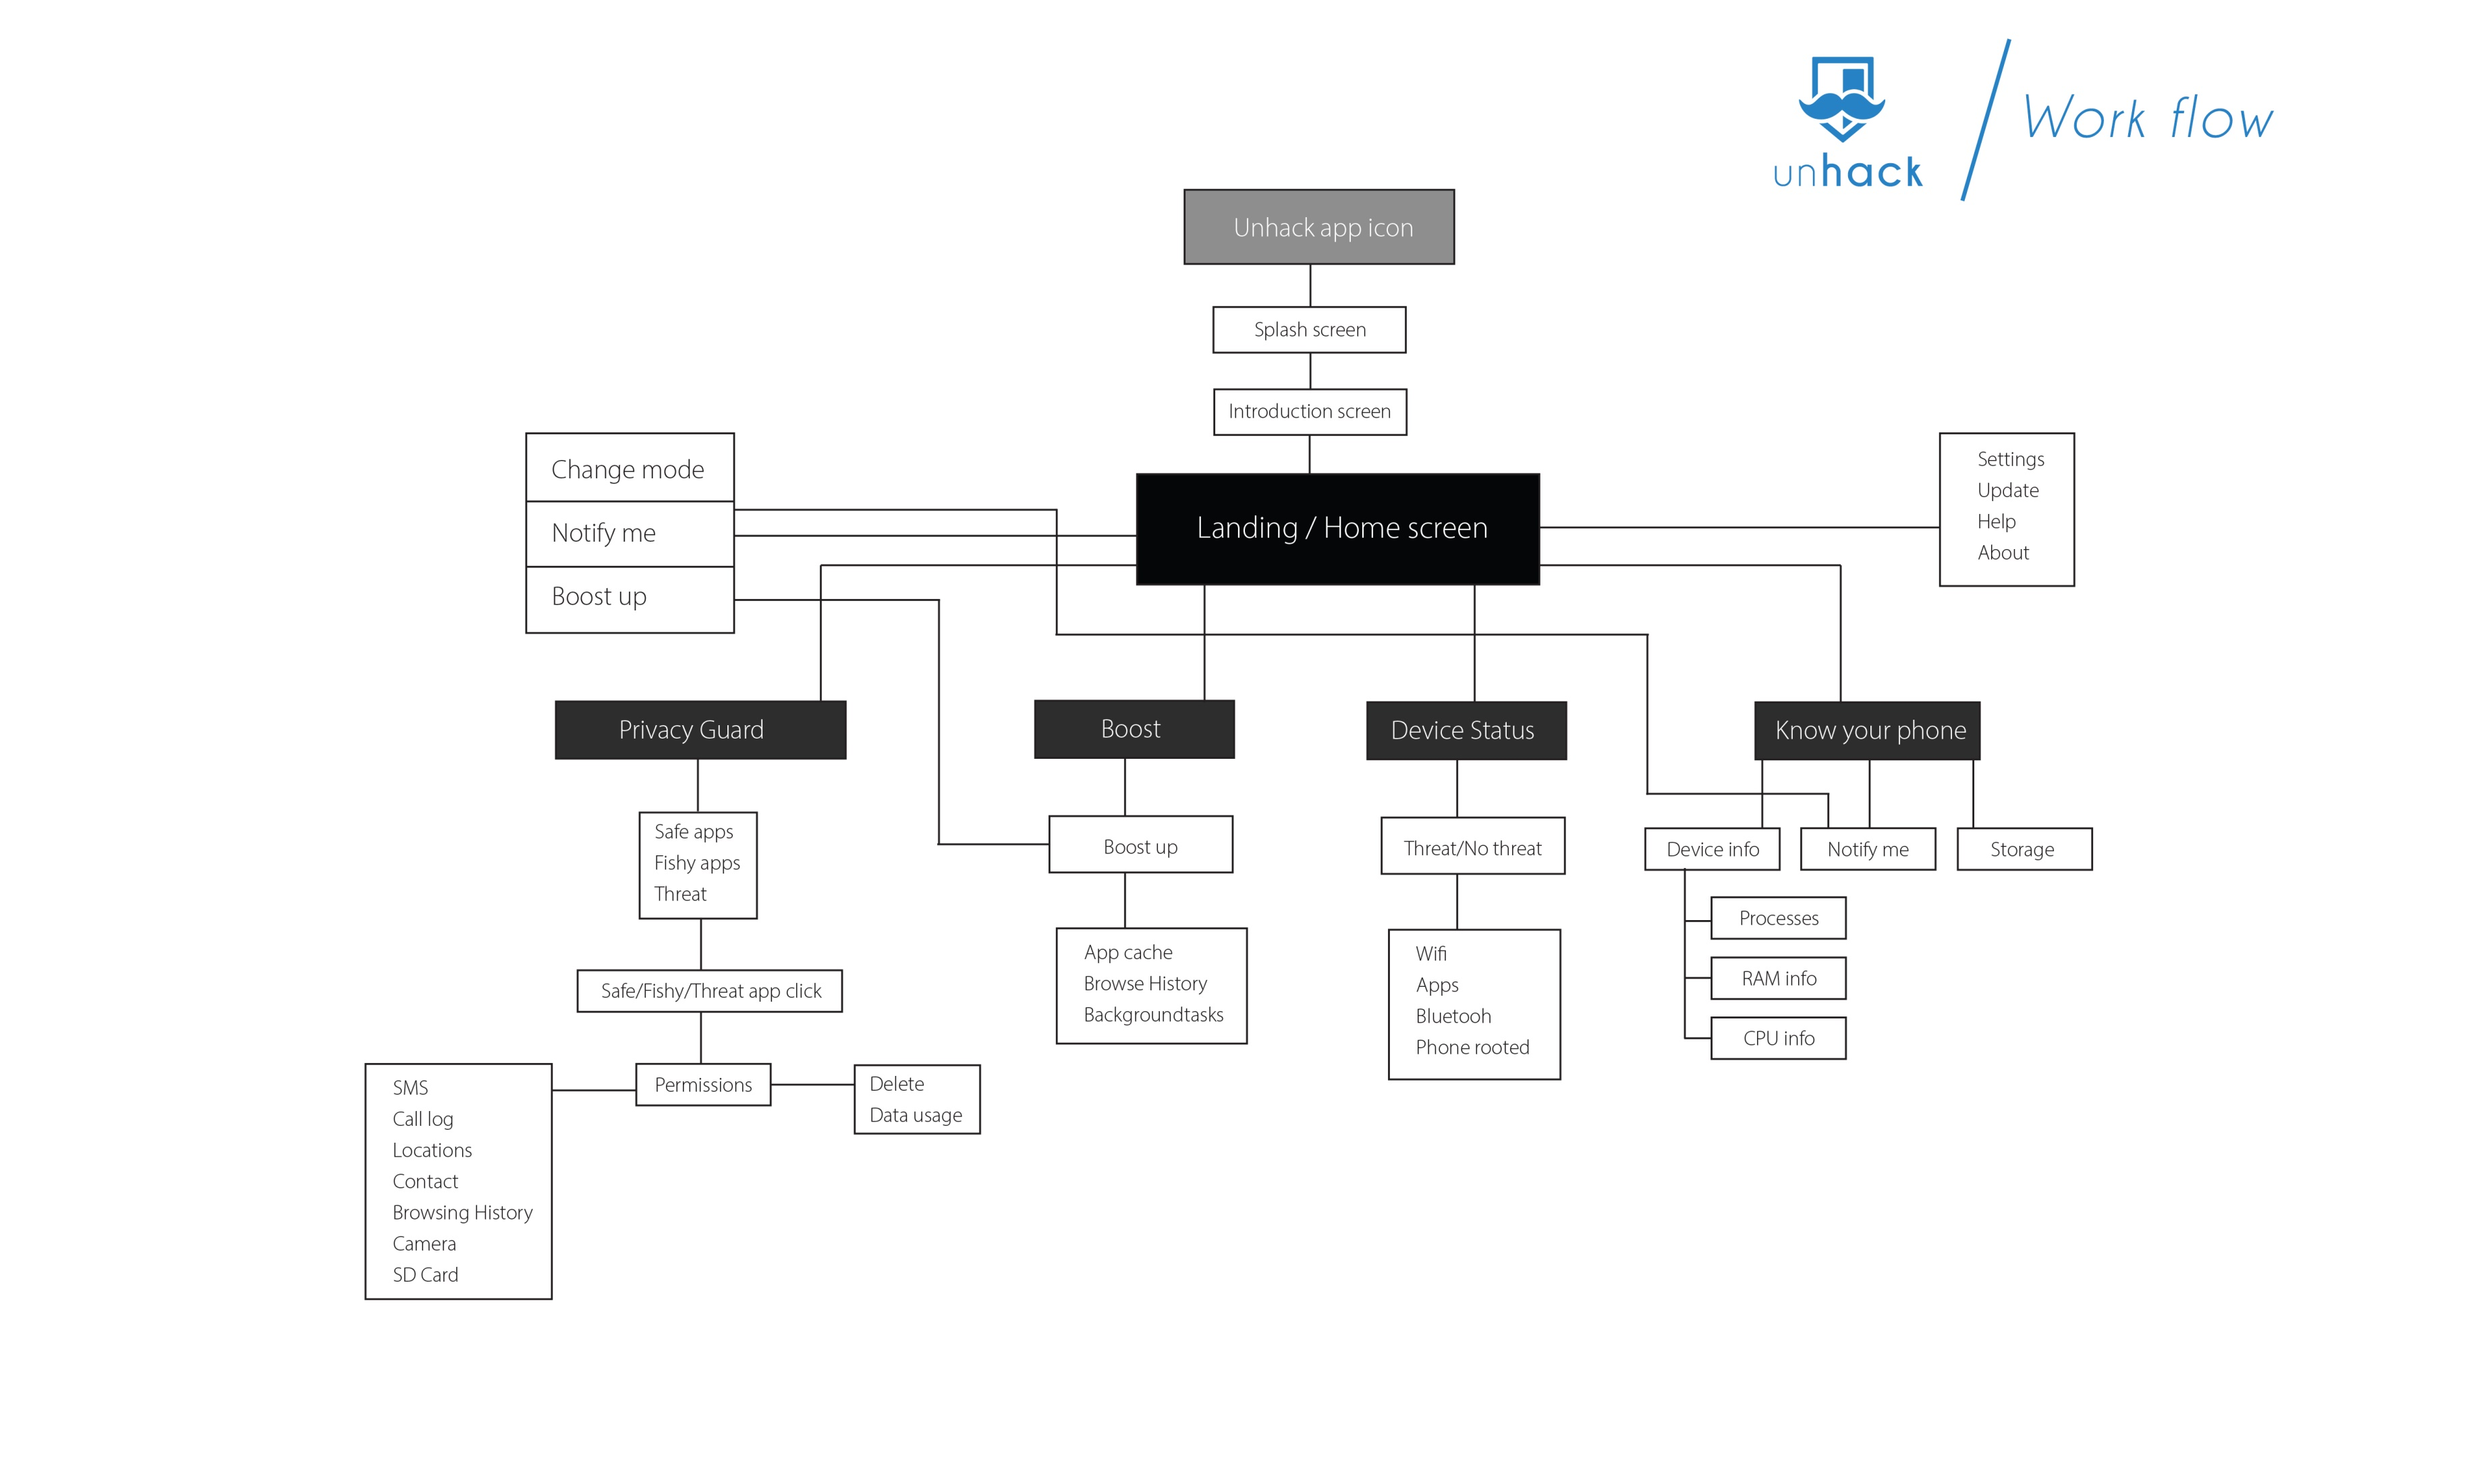 unhack
Work flow
Unhack app icon
Splash screen
Introduction screen
Landing / Home screen
Change mode
Notify me
Boost up
Settings
Update
Help
About
Privacy Guard
Boost
Device Status
Know your phone
Safe apps
Fishy apps
Threat
Safe/Fishy/Threat app click
Permissions
SMS
Call log
Locations
Contact
Browsing History
Camera
SD Card
Delete
Data usage
Boost up
App cache
Browse History
Backgroundtasks
Threat/No threat
Wifi
Apps
Bluetooh
Phone rooted
Device info
Notify me
Storage
Processes
RAM info
CPU info